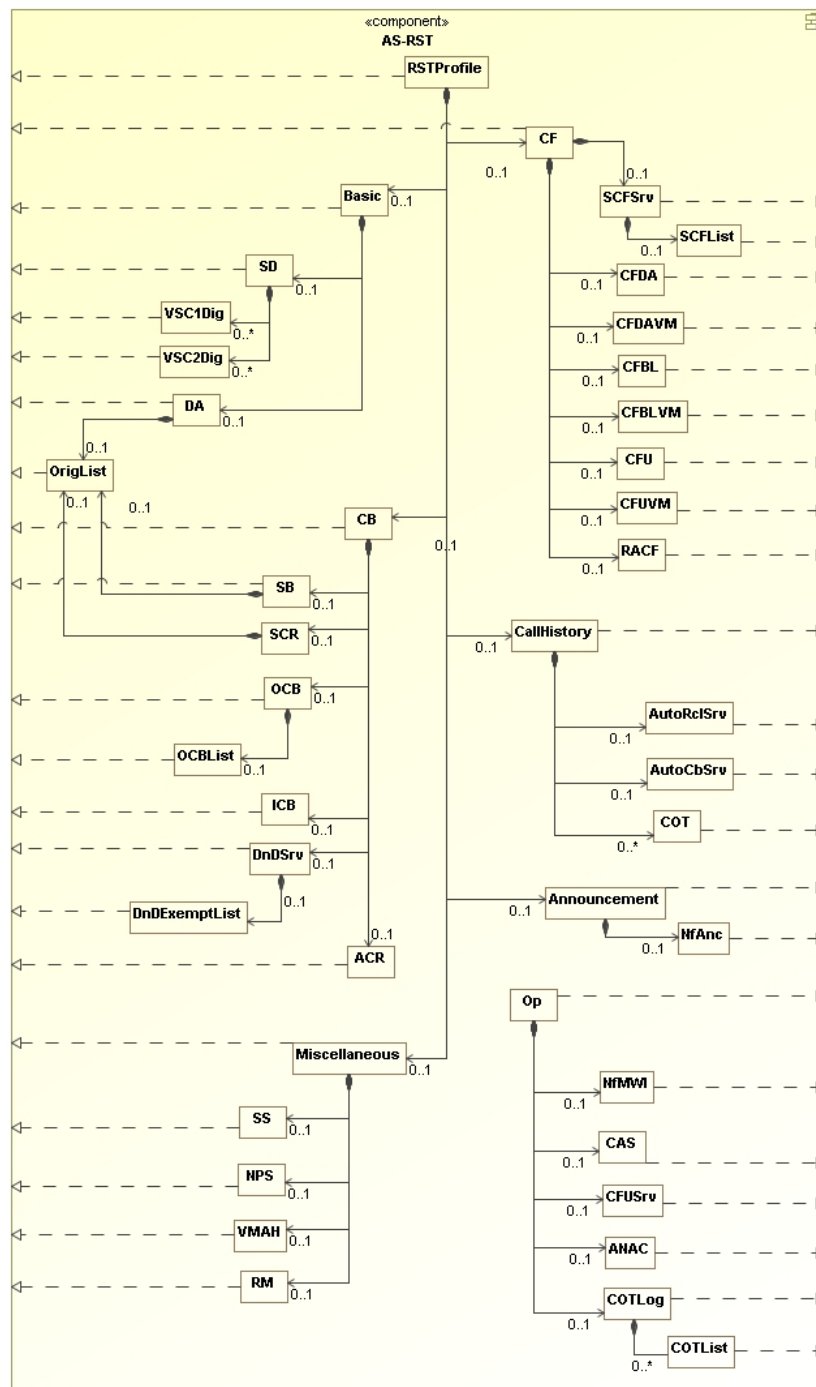 «component»
AS-RST
RSTProfile
CF
0..1
0..1
SCFSrv
0..1
SCFList
Basic
0..1
SD
0..1
VSC1Dig
0..*
VSC2Dig
0..*
DA
0..1
0..1
OrigList
0..1
0..1
CFDA
0..1
CFDAVM
0..1
CFBL
0..1
CFBLVM
0..1
CFU
0..1
CFUVM
0..1
RACF
0..1
CB
0..1
SB
0..1
SCR
0..1
OCB
0..1
OCBList
0..1
ICB
0..1
DnDSrv
0..1
0..1
DnDExemptList
0..1
ACR
CallHistory
0..1
AutoRclSrv
0..1
AutoCbSrv
0..1
COT
0..*
Announcement
0..1
NfAnc
0..1
Miscellaneous
0..1
SS
0..1
NPS
0..1
VMAH
0..1
RM
0..1
Op
NfMWI
0..1
CAS
0..1
CFUSrv
0..1
ANAC
0..1
COTLog
0..1
COTList
0..*